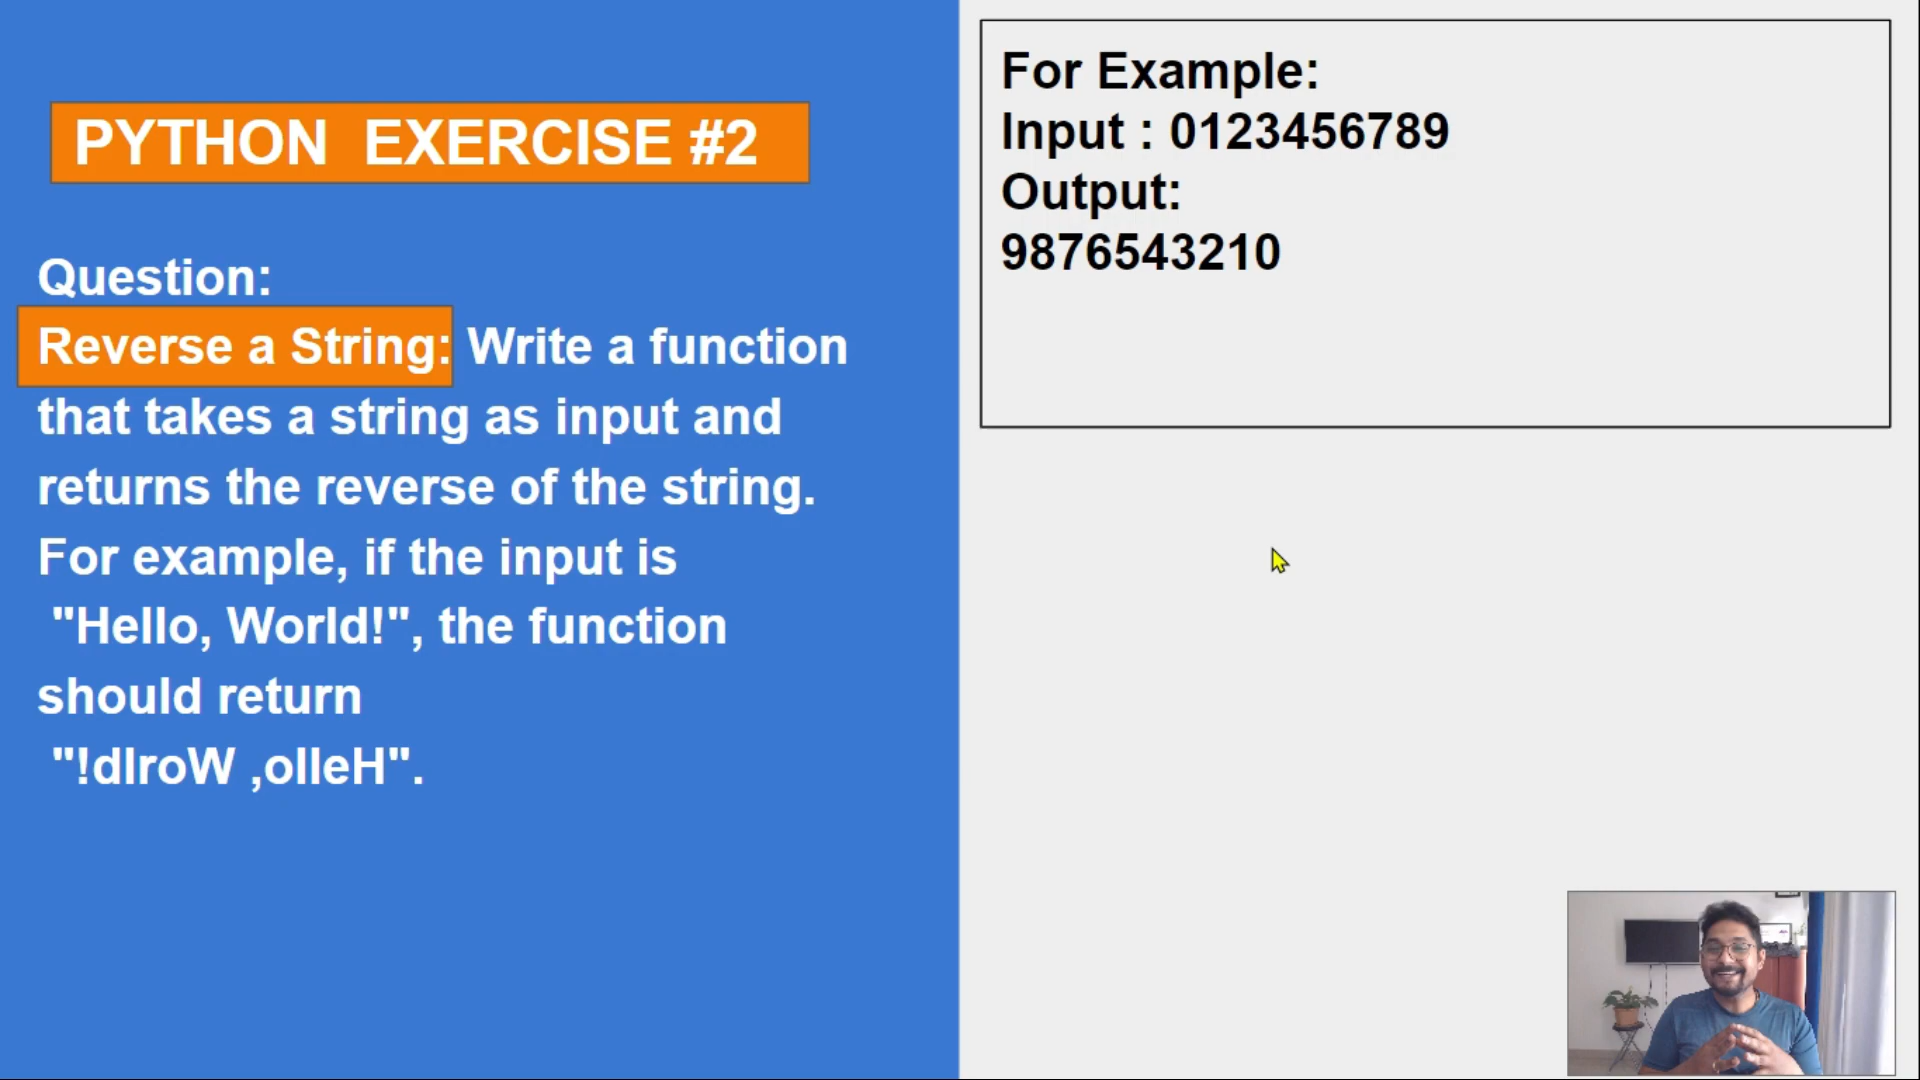 PYTHON  EXERCISE #2
Question:
Reverse a String: Write a function
that takes a string as input and
returns the reverse of the string.
For example, if the input is
"Hello, World!", the function
should return
"!dlroW ,olleH".
For Example:
Input : 0123456789
Output:
9876543210